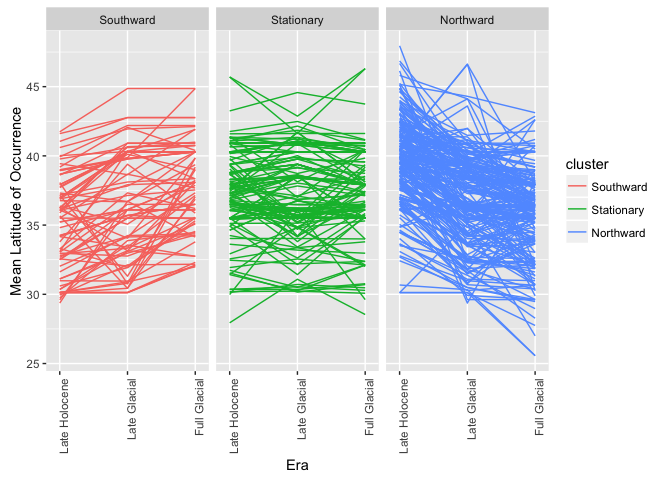 Southward
Stationary
Northward
Mean Latitude of Occurrence
45
40
35
30
25
Late Holocene
Late Glacial
Full Glacial
Late Holocene
Late Glacial
Full Glacial
Late Holocene
Late Glacial
Full Glacial
Era
cluster
Southward
Stationary
Northward